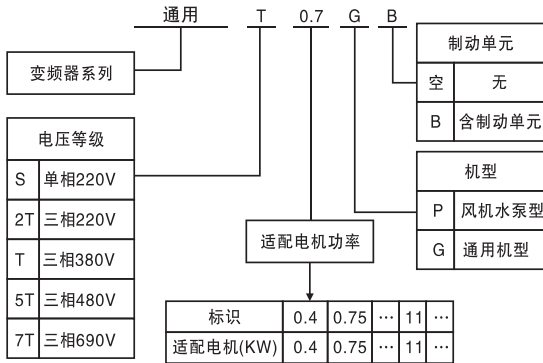 通用 T 0.7 G B
变频器系列
电压等级
S 单相220V
2T 三相220V
T 三相380V
5T 三相480V
7T 三相690V
适配电机功率
标识 0.4 0.75 ··· 11 ···
适配电机(KW) 0.4 0.75 ··· 11 ···
制动单元
空 无
B 含制动单元
机型
P 风机水泵型
G 通用机型